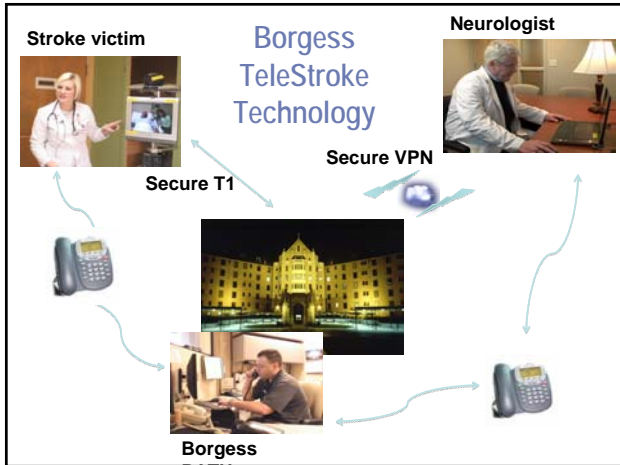 Stroke victim
Borgess
TeleStroke
Technology
Neurologist
Secure VPN
Secure T1
Borgess